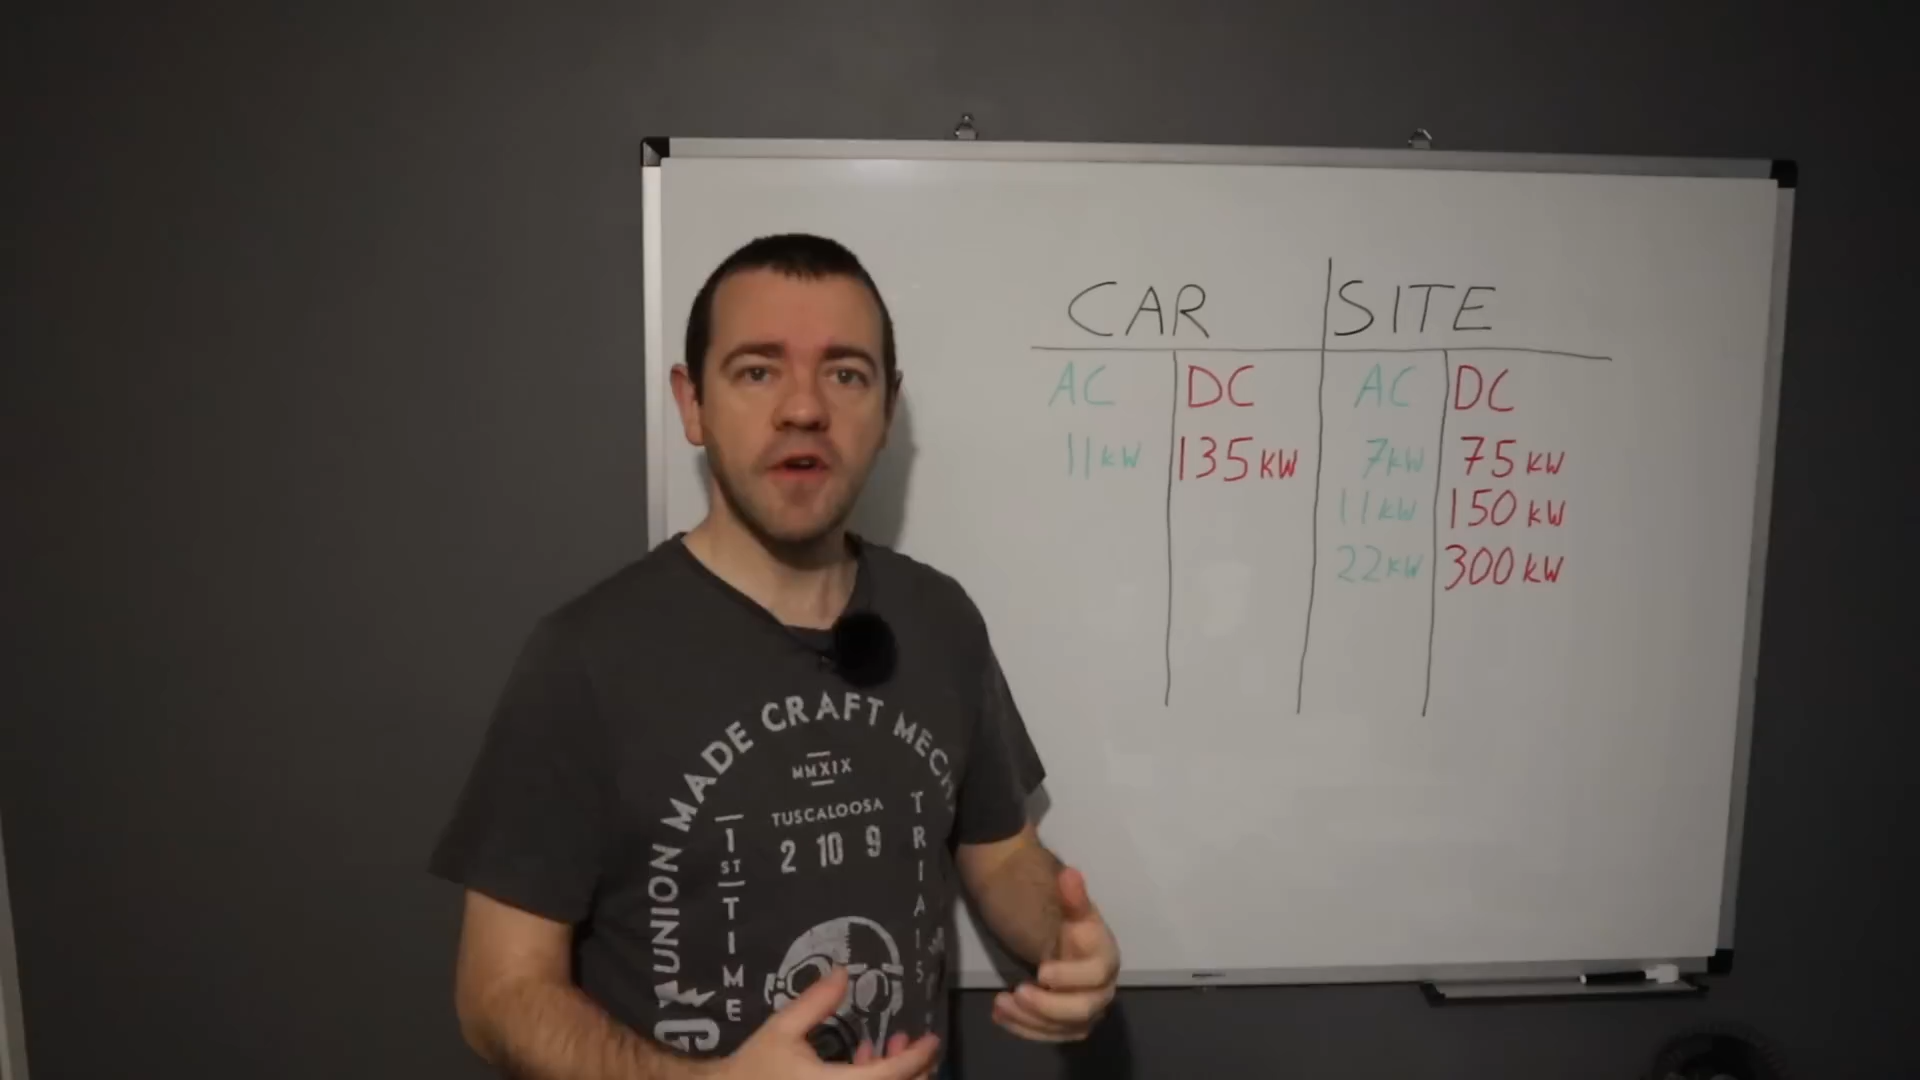 CAR SITE
AC DC AC DC
11kW 135kW 7kW 75kW
11kW 150kW
22kW 300kW
UNION MADE CRAFT
MMXIX
TUSCALOOSA
2 10 9
1ST TIME
TRIALS